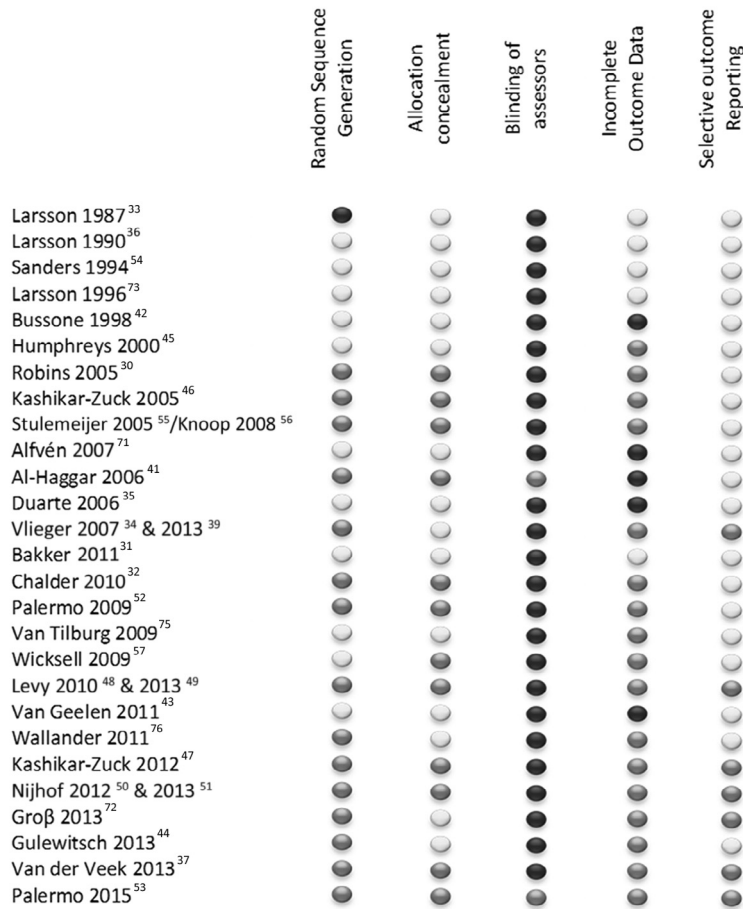 Random Sequence
Generation
Allocation
concealment
Blinding of
assessors
Incomplete
Outcome Data
Selective outcome
Reporting
Larsson 1987 33
Larsson 1990 36
Sanders 1994 54
Larsson 1996 73
Bussone 1998 42
Humphreys 2000 45
Robins 2005 30
Kashikar-Zuck 2005 46
Stulemeijer 2005 55/Knoop 2008 56
Alfvén 2007 71
Al-Haggar 2006 41
Duarte 2006 35
Vlieger 2007 34 & 2013 39
Bakker 2011 31
Chalder 2010 32
Palermo 2009 52
Van Tilburg 2009 75
Wicksell 2009 57
Levy 2010 48 & 2013 49
Van Geelen 2011 43
Wallander 2011 76
Kashikar-Zuck 2012 47
Nijhof 2012 50 & 2013 51
Groβ 2013 72
Gulewitsch 2013 44
Van der Veek 2013 37
Palermo 2015 53